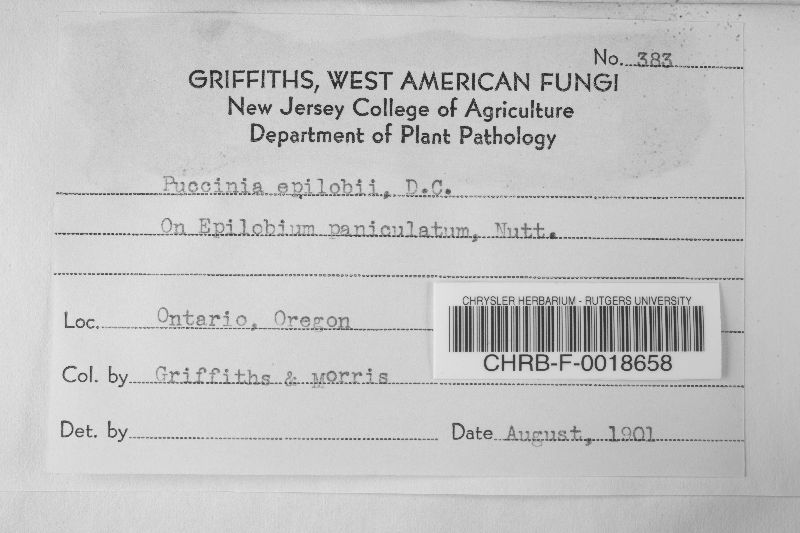 No. 383
GRIFFITHS, WEST AMERICAN FUNGI
New Jersey College of Agriculture
Department of Plant Pathology
Puccinia epilobii, D.C.
On Epilobium paniculatum, Nutt.
Loc. Ontario, Oregon
CHRYSLER HERBARIUM - RUTGERS UNIVERSITY
CHRB-F-0018658
Col. by Griffiths & Morris
Det. by
Date August, 1901